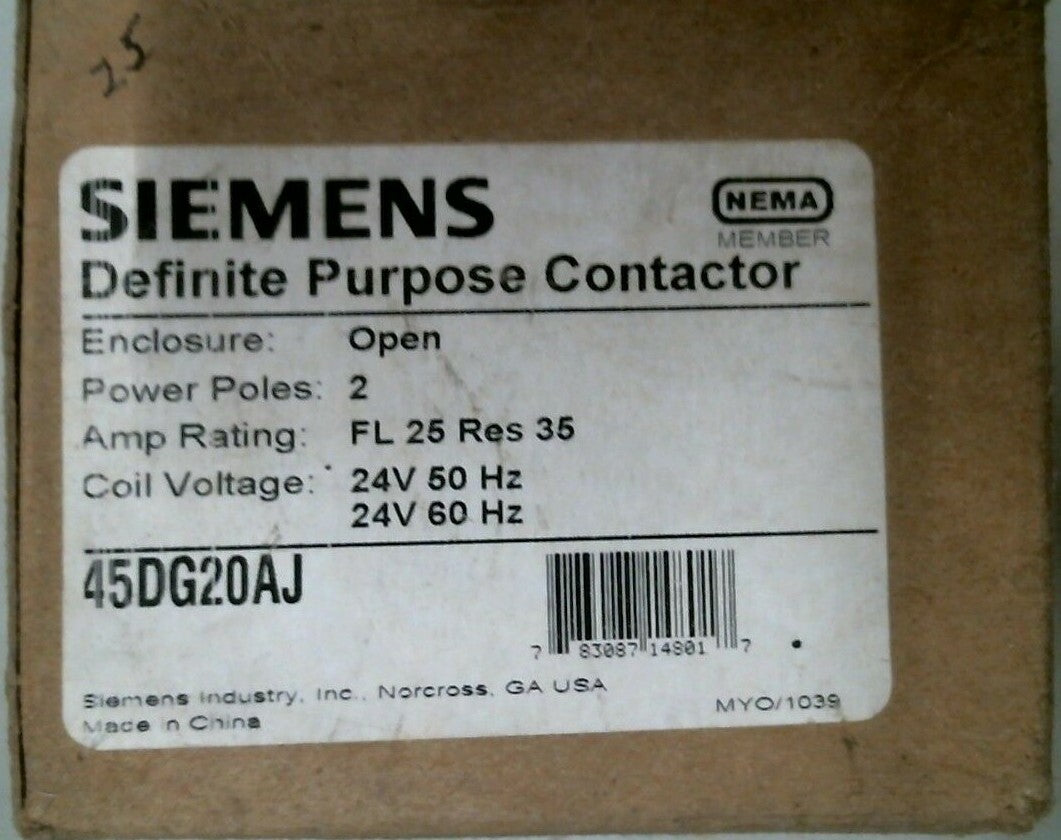 25
SIEMENS
NEMA
MEMBER
Definite Purpose Contactor
Enclosure: Open
Power Poles: 2
Amp Rating: FL 25 Res 35
Coil Voltage: 24V 50 Hz
24V 60 Hz
45DG20AJ
7 83087 14801 7
Siemens Industry, Inc., Norcross, GA USA
Made in China
MYO/1039